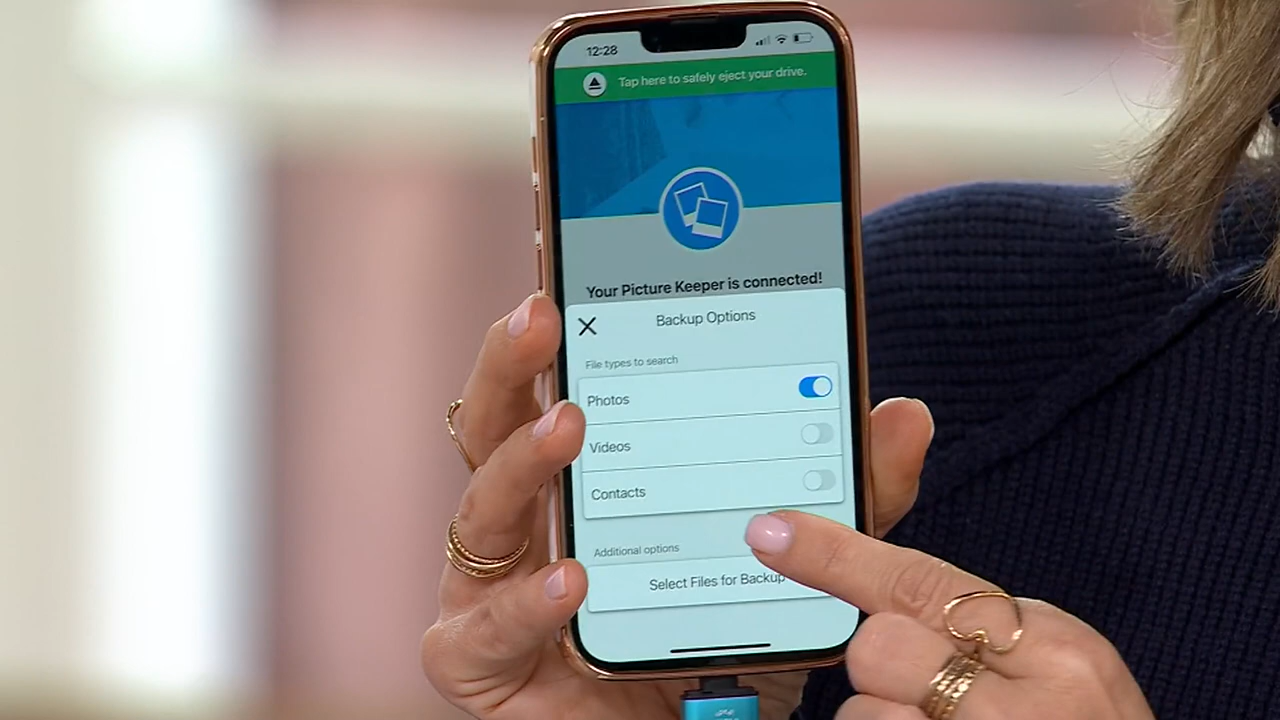 12:28
Tap here to safely eject your drive.
Your Picture Keeper is connected!
Backup Options
File types to search
Photos
Videos
Contacts
Additional options
Select Files for Backup